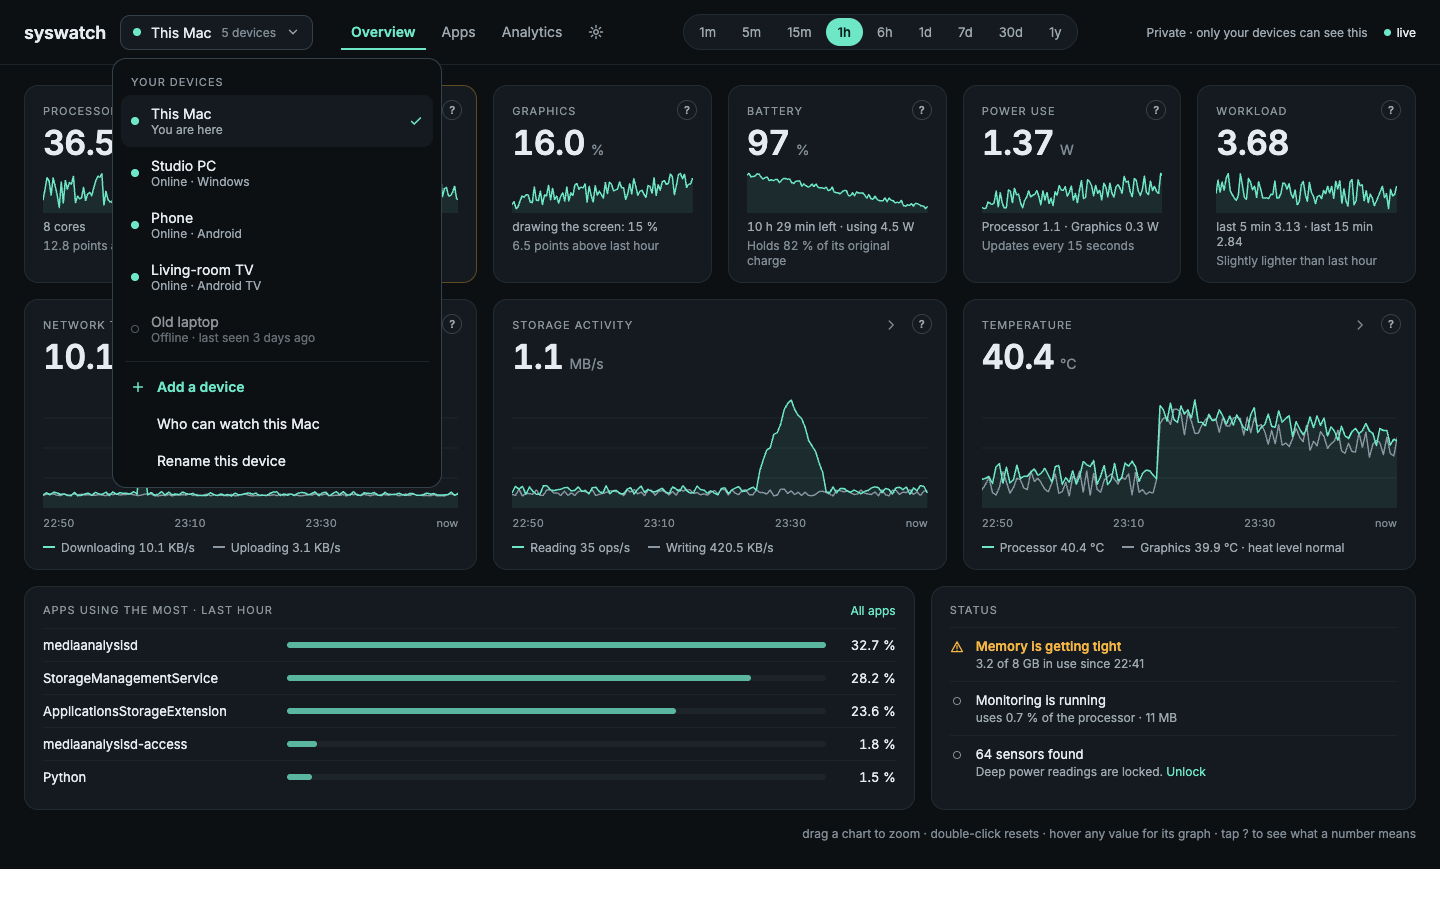 syswatch
This Mac 5 devices
Overview Apps Analytics
1m 5m 15m 1h 6h 1d 7d 30d 1y
Private · only your devices can see this
live
YOUR DEVICES
This Mac
You are here
Studio PC
Online · Windows
Phone
Online · Android
Living-room TV
Online · Android TV
Old laptop
Offline · last seen 3 days ago
+ Add a device
Who can watch this Mac
Rename this device
36.5
8 cores
12.8 points
?
GRAPHICS ?
16.0 %
drawing the screen: 15 %
6.5 points above last hour
BATTERY ?
97 %
10 h 29 min left · using 4.5 W
Holds 82 % of its original
charge
POWER USE ?
1.37 W
Processor 1.1 · Graphics 0.3 W
Updates every 15 seconds
WORKLOAD ?
3.68
last 5 min 3.13 · last 15 min
2.84
Slightly lighter than last hour
NETWORK ?
10.1
22:50 23:10 23:30 now
Downloading 10.1 KB/s Uploading 3.1 KB/s
STORAGE ACTIVITY ?
1.1 MB/s
22:50 23:10 23:30 now
Reading 35 ops/s Writing 420.5 KB/s
TEMPERATURE ?
40.4 °C
22:50 23:10 23:30 now
Processor 40.4 °C Graphics 39.9 °C · heat level normal
APPS USING THE MOST · LAST HOUR All apps
mediaanalysisd 32.7 %
StorageManagementService 28.2 %
ApplicationsStorageExtension 23.6 %
mediaanalysisd-access 1.8 %
Python 1.5 %
STATUS
Memory is getting tight
3.2 of 8 GB in use since 22:41
Monitoring is running
uses 0.7 % of the processor · 11 MB
64 sensors found
Deep power readings are locked. Unlock
drag a chart to zoom · double-click resets · hover any value for its graph · tap ? to see what a number means